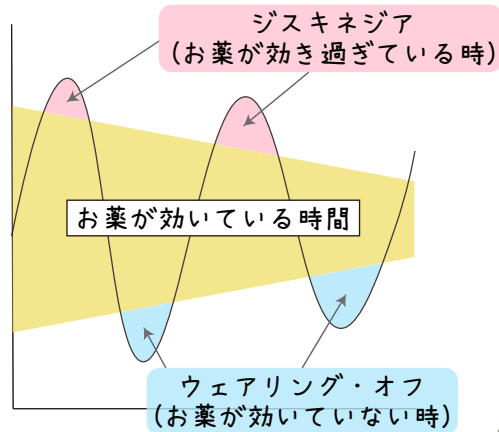 ジスキネジア
(お薬が効き過ぎている時)
お薬が効いている時間
ウェアリング・オフ
(お薬が効いていない時)